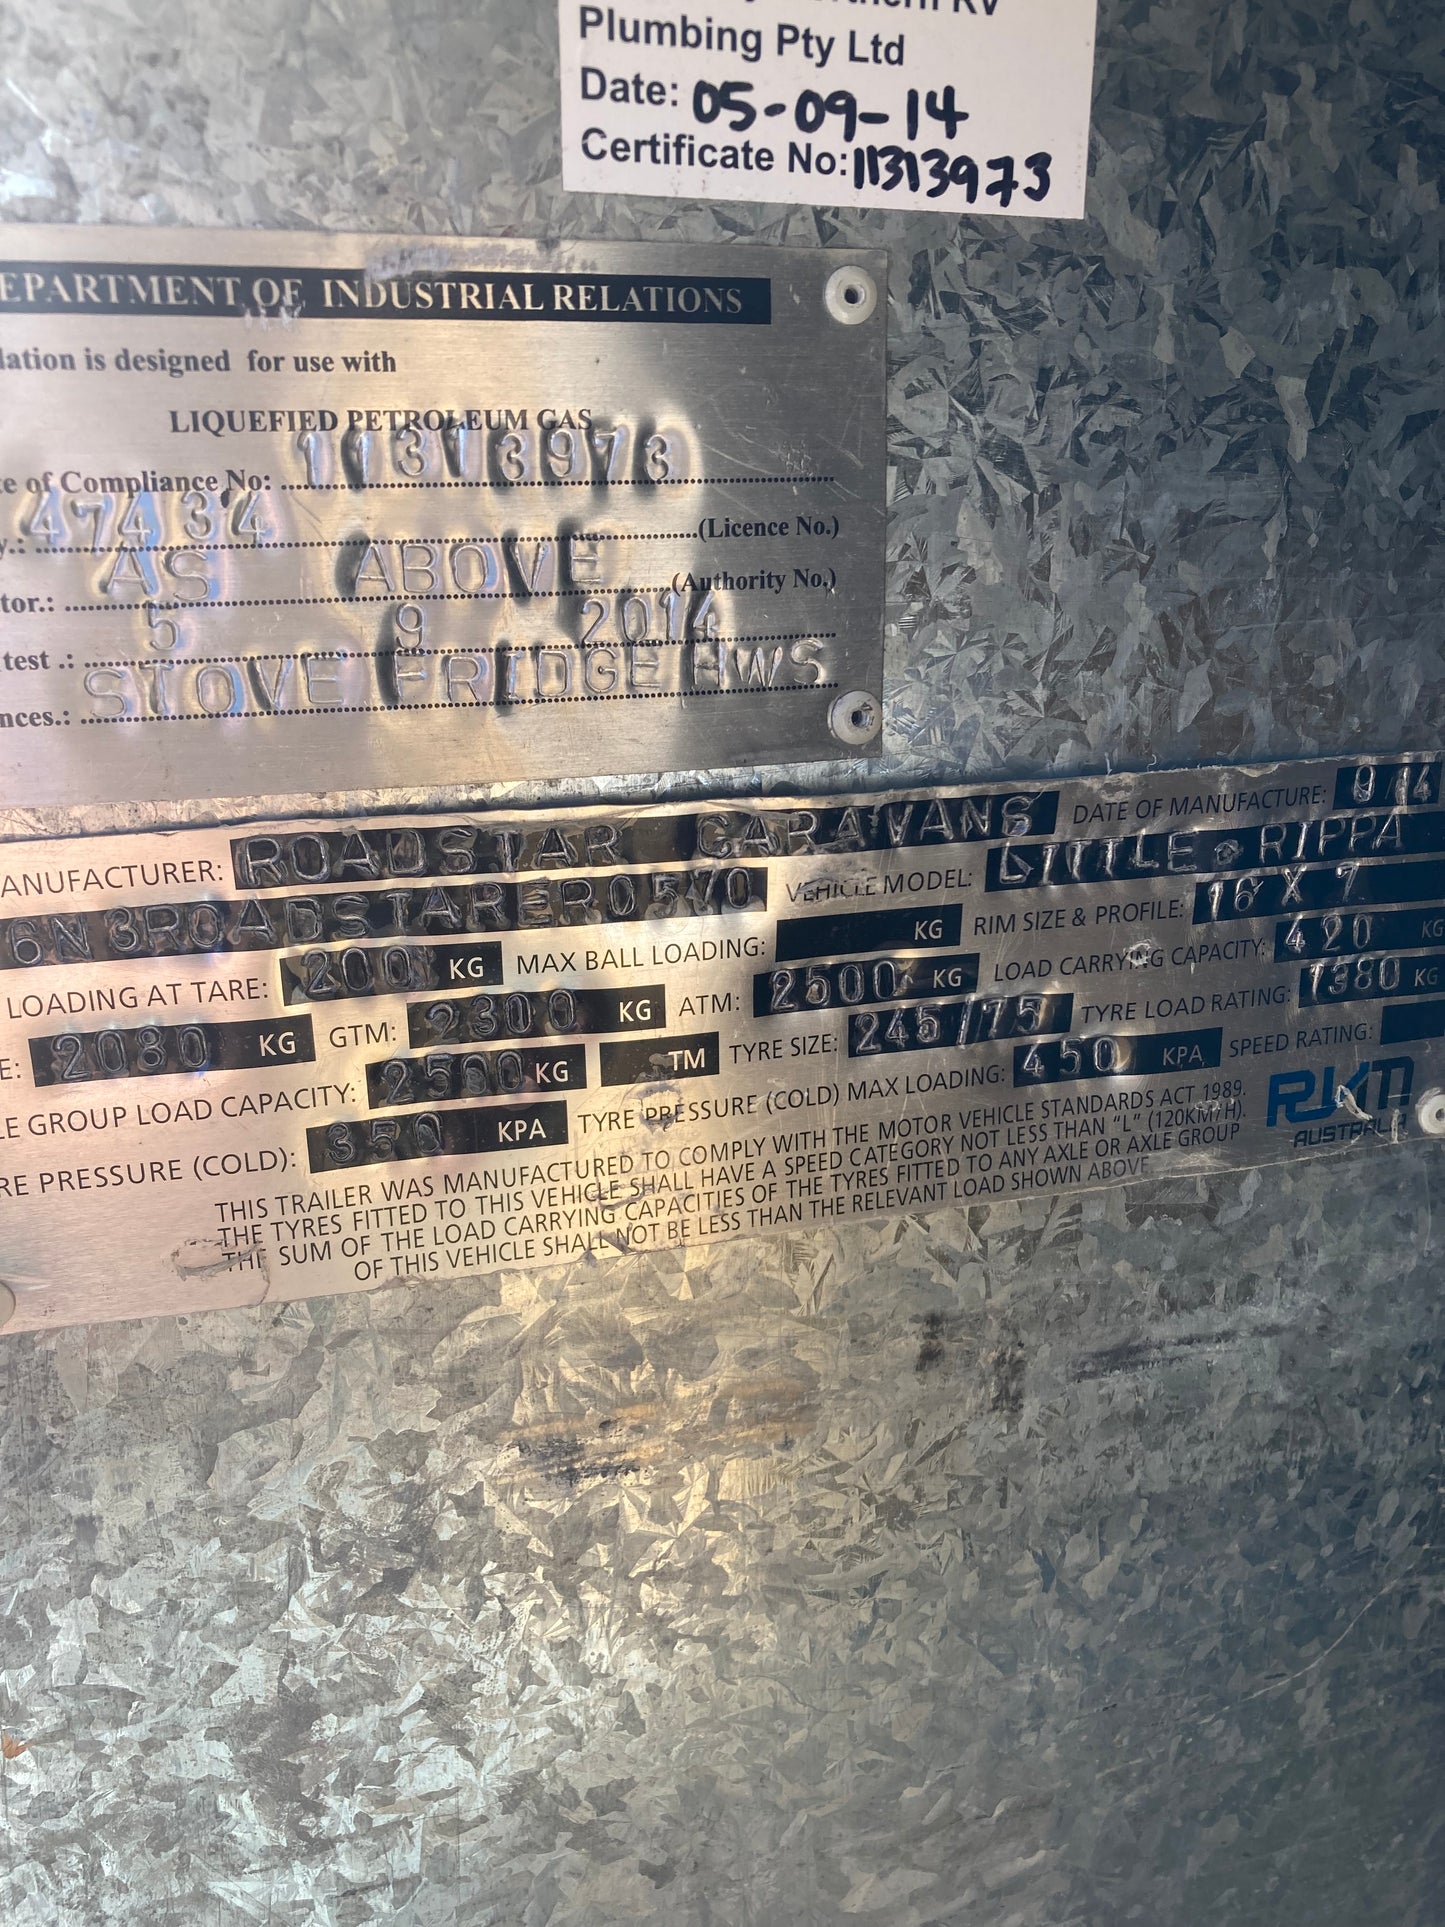 Plumbing Pty Ltd
Date: 05-09-14
Certificate No: 11313973
EPARTMENT OF INDUSTRIAL RELATIONS
lation is designed for use with
LIQUEFIED PETROLEUM GAS
te of Compliance No: 11313973
y.: 47434 (Licence No.)
tor.: AS ABOVE (Authority No.)
test .: 5 9 2014
nces.: STOVE FRIDGE HWS
ANUFACTURER: ROADSTAR CARAVANS DATE OF MANUFACTURE: 9/14
6N3ROADSTARER0570 VEHICLE MODEL: LITTLE RIPPA
LOADING AT TARE: 200 KG MAX BALL LOADING: KG RIM SIZE & PROFILE: 16 X 7
E: 2080 KG GTM: 2300 KG ATM: 2500 KG LOAD CARRYING CAPACITY: 420 KG
LE GROUP LOAD CAPACITY: 2500 KG TM TYRE SIZE: 245/75 TYRE LOAD RATING: 1380 KG
RE PRESSURE (COLD): 350 KPA TYRE PRESSURE (COLD) MAX LOADING: 450 KPA SPEED RATING:
THIS TRAILER WAS MANUFACTURED TO COMPLY WITH THE MOTOR VEHICLE STANDARDS ACT 1989.
THE TYRES FITTED TO THIS VEHICLE SHALL HAVE A SPEED CATEGORY NOT LESS THAN "L" (120KM/H).
THE SUM OF THE LOAD CARRYING CAPACITIES OF THE TYRES FITTED TO ANY AXLE OR AXLE GROUP
OF THIS VEHICLE SHALL NOT BE LESS THAN THE RELEVANT LOAD SHOWN ABOVE.
RKM
AUSTRALIA